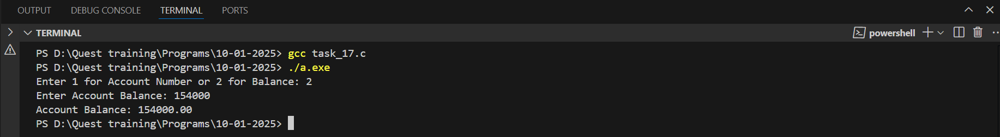 OUTPUT DEBUG CONSOLE TERMINAL PORTS
TERMINAL powershell
PS D:\Quest training\Programs\10-01-2025> gcc task_17.c
PS D:\Quest training\Programs\10-01-2025> ./a.exe
Enter 1 for Account Number or 2 for Balance: 2
Enter Account Balance: 154000
Account Balance: 154000.00
PS D:\Quest training\Programs\10-01-2025>